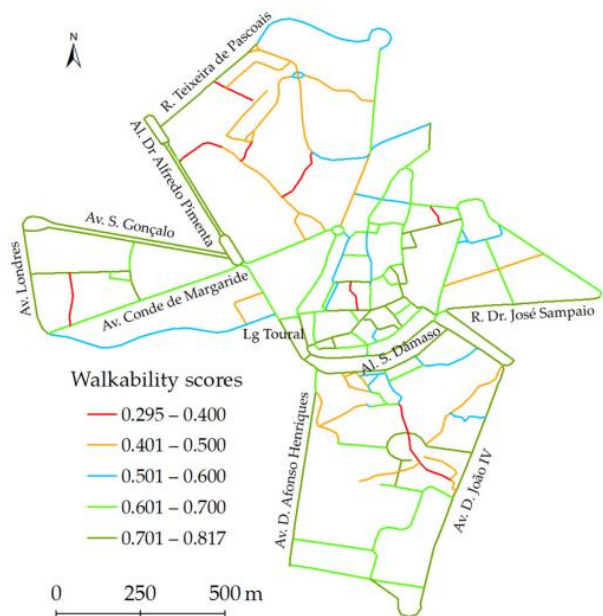 N
R. Teixeira de Pascoais
Al. Dr Alfredo Pimenta
Av. S. Gonçalo
Av. Londres
Av. Conde de Margaride
Lg Toural
R. Dr. José Sampaio
Al. S. Dâmaso
Av. D. Afonso Henriques
Av. D. João IV
Walkability scores
0.295 – 0.400
0.401 – 0.500
0.501 – 0.600
0.601 – 0.700
0.701 – 0.817
0 250 500 m